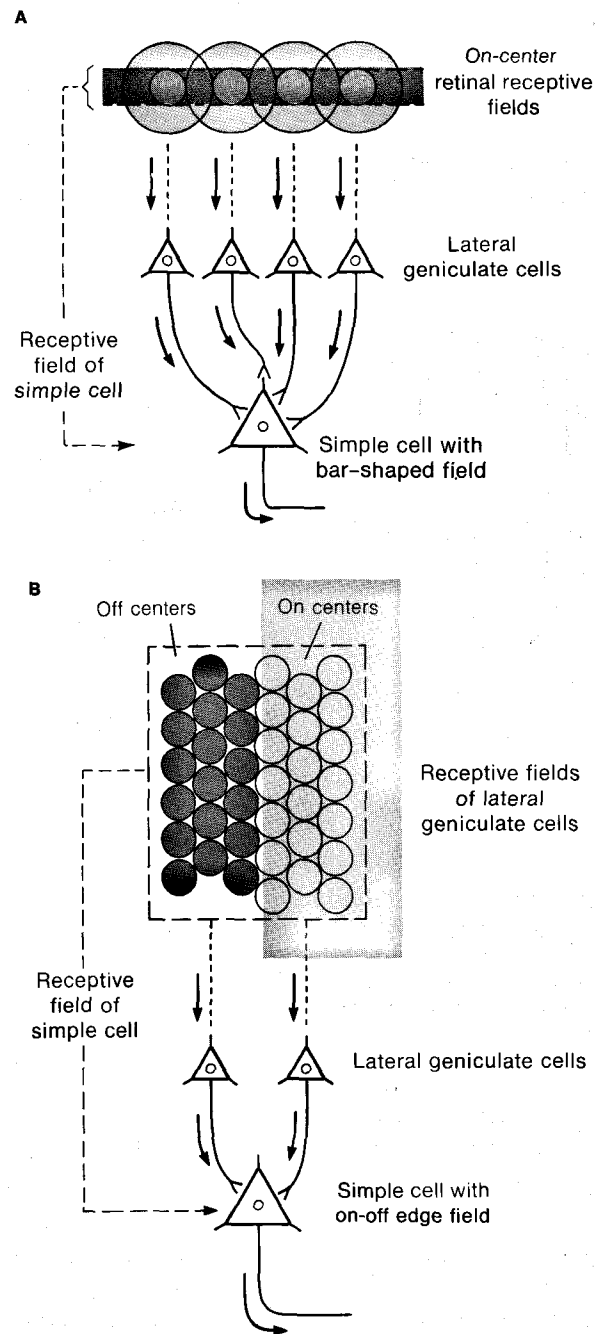 A
On-center
retinal receptive
fields
Lateral
geniculate cells
Receptive
field of
simple cell
Simple cell with
bar-shaped field
B
Off centers
On centers
Receptive fields
of lateral
geniculate cells
Receptive
field of
simple cell
Lateral geniculate cells
Simple cell with
on-off edge field